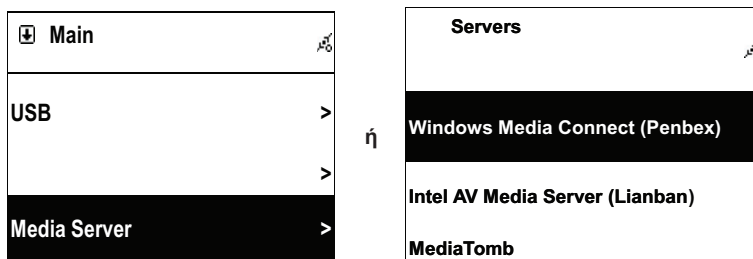 Main
USB >
>
Media Server >
ή
Servers
Windows Media Connect (Penbex)
Intel AV Media Server (Lianban)
MediaTomb